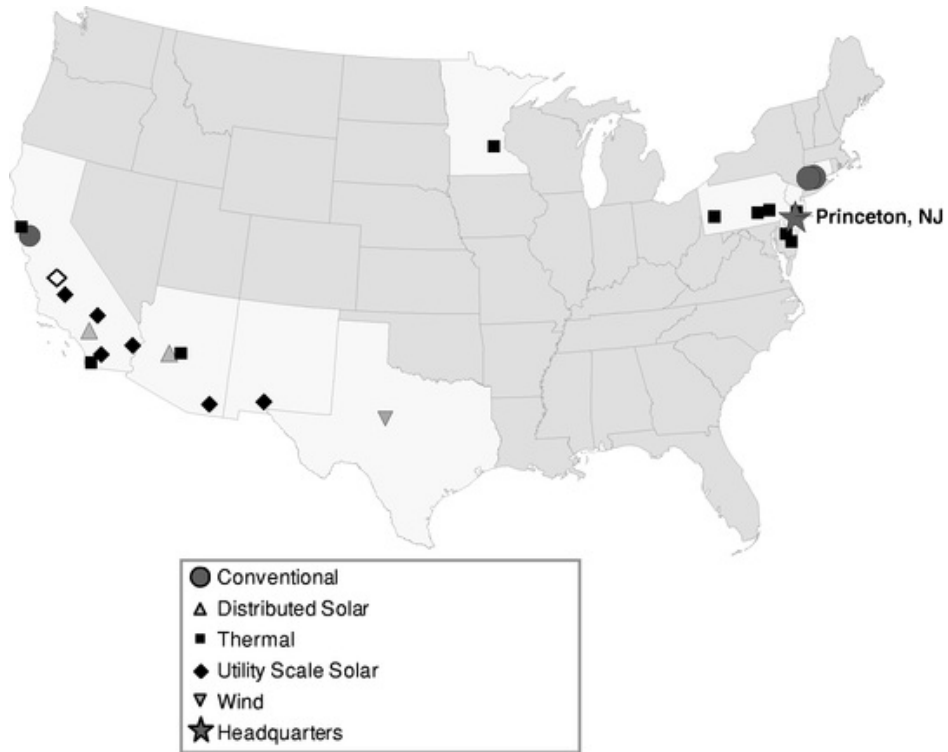 Princeton, NJ
Conventional
Distributed Solar
Thermal
Utility Scale Solar
Wind
Headquarters